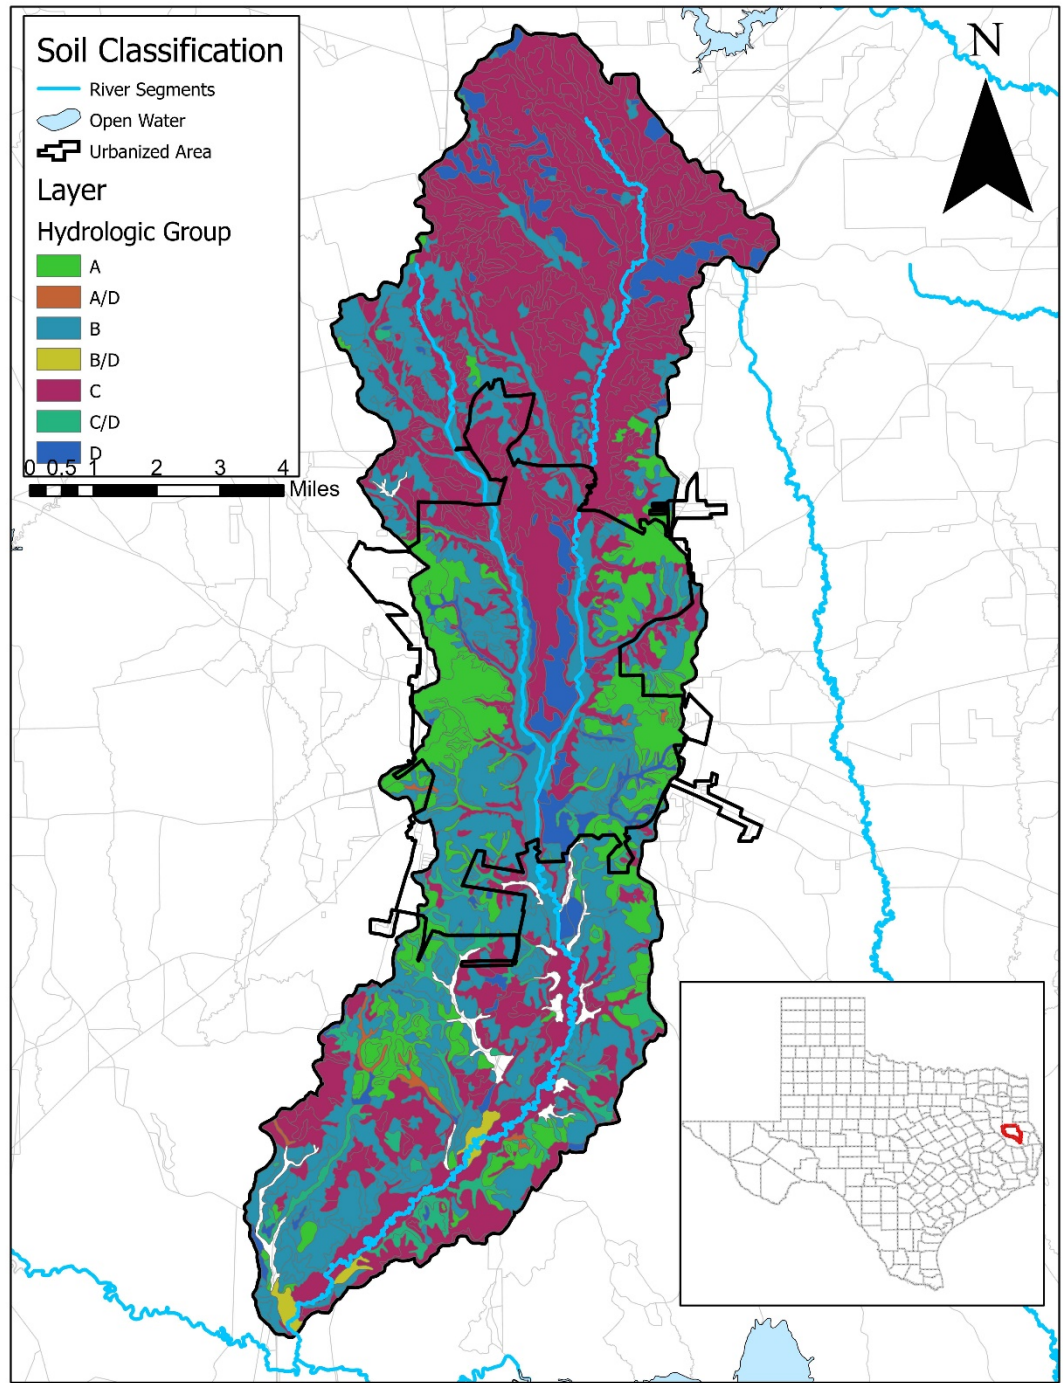 Soil Classification
River Segments
Open Water
Urbanized Area
Layer
Hydrologic Group
A
A/D
B
B/D
C
C/D
D
0 0.5 1 2 3 4
Miles
N